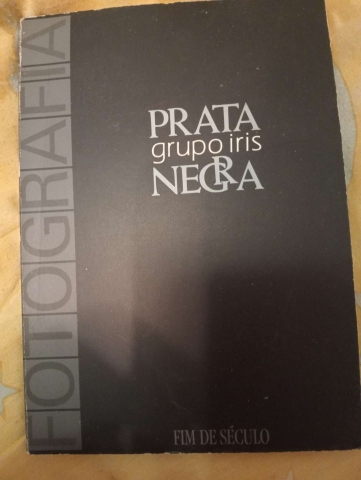 FOTOGRAFIA
PRATA
grupo iris
NEGRA
FIM DE SÉCULO